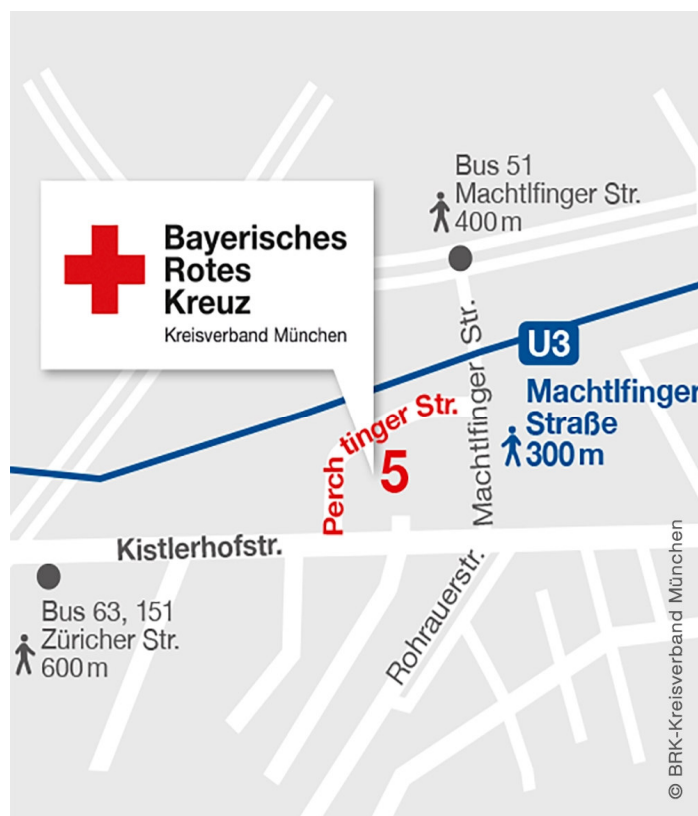 Bus 51
Machtlfinger Str.
400 m
Bayerisches
Rotes
Kreuz
Kreisverband München
U3
Machtlfinger
Straße
300 m
Machtlfinger Str.
Perchtinger Str.
5
Kistlerhofstr.
Rohrauerstr.
Bus 63, 151
Züricher Str.
600 m
© BRK-Kreisverband München